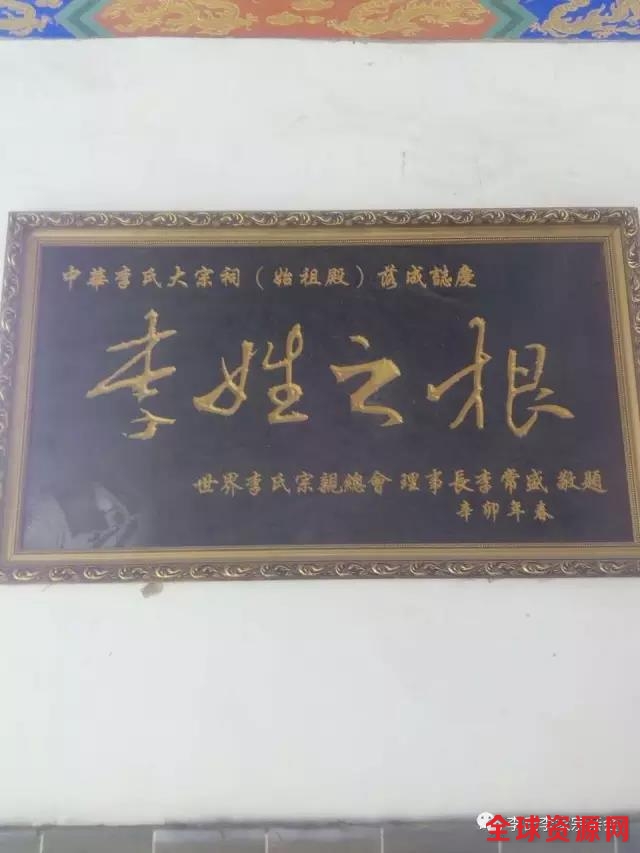 中華李氏大宗祠（始祖殿）落成誌慶
李姓之根
世界李氏宗親總會 理事長李常盛 敬題
辛卯年春
全球资源网